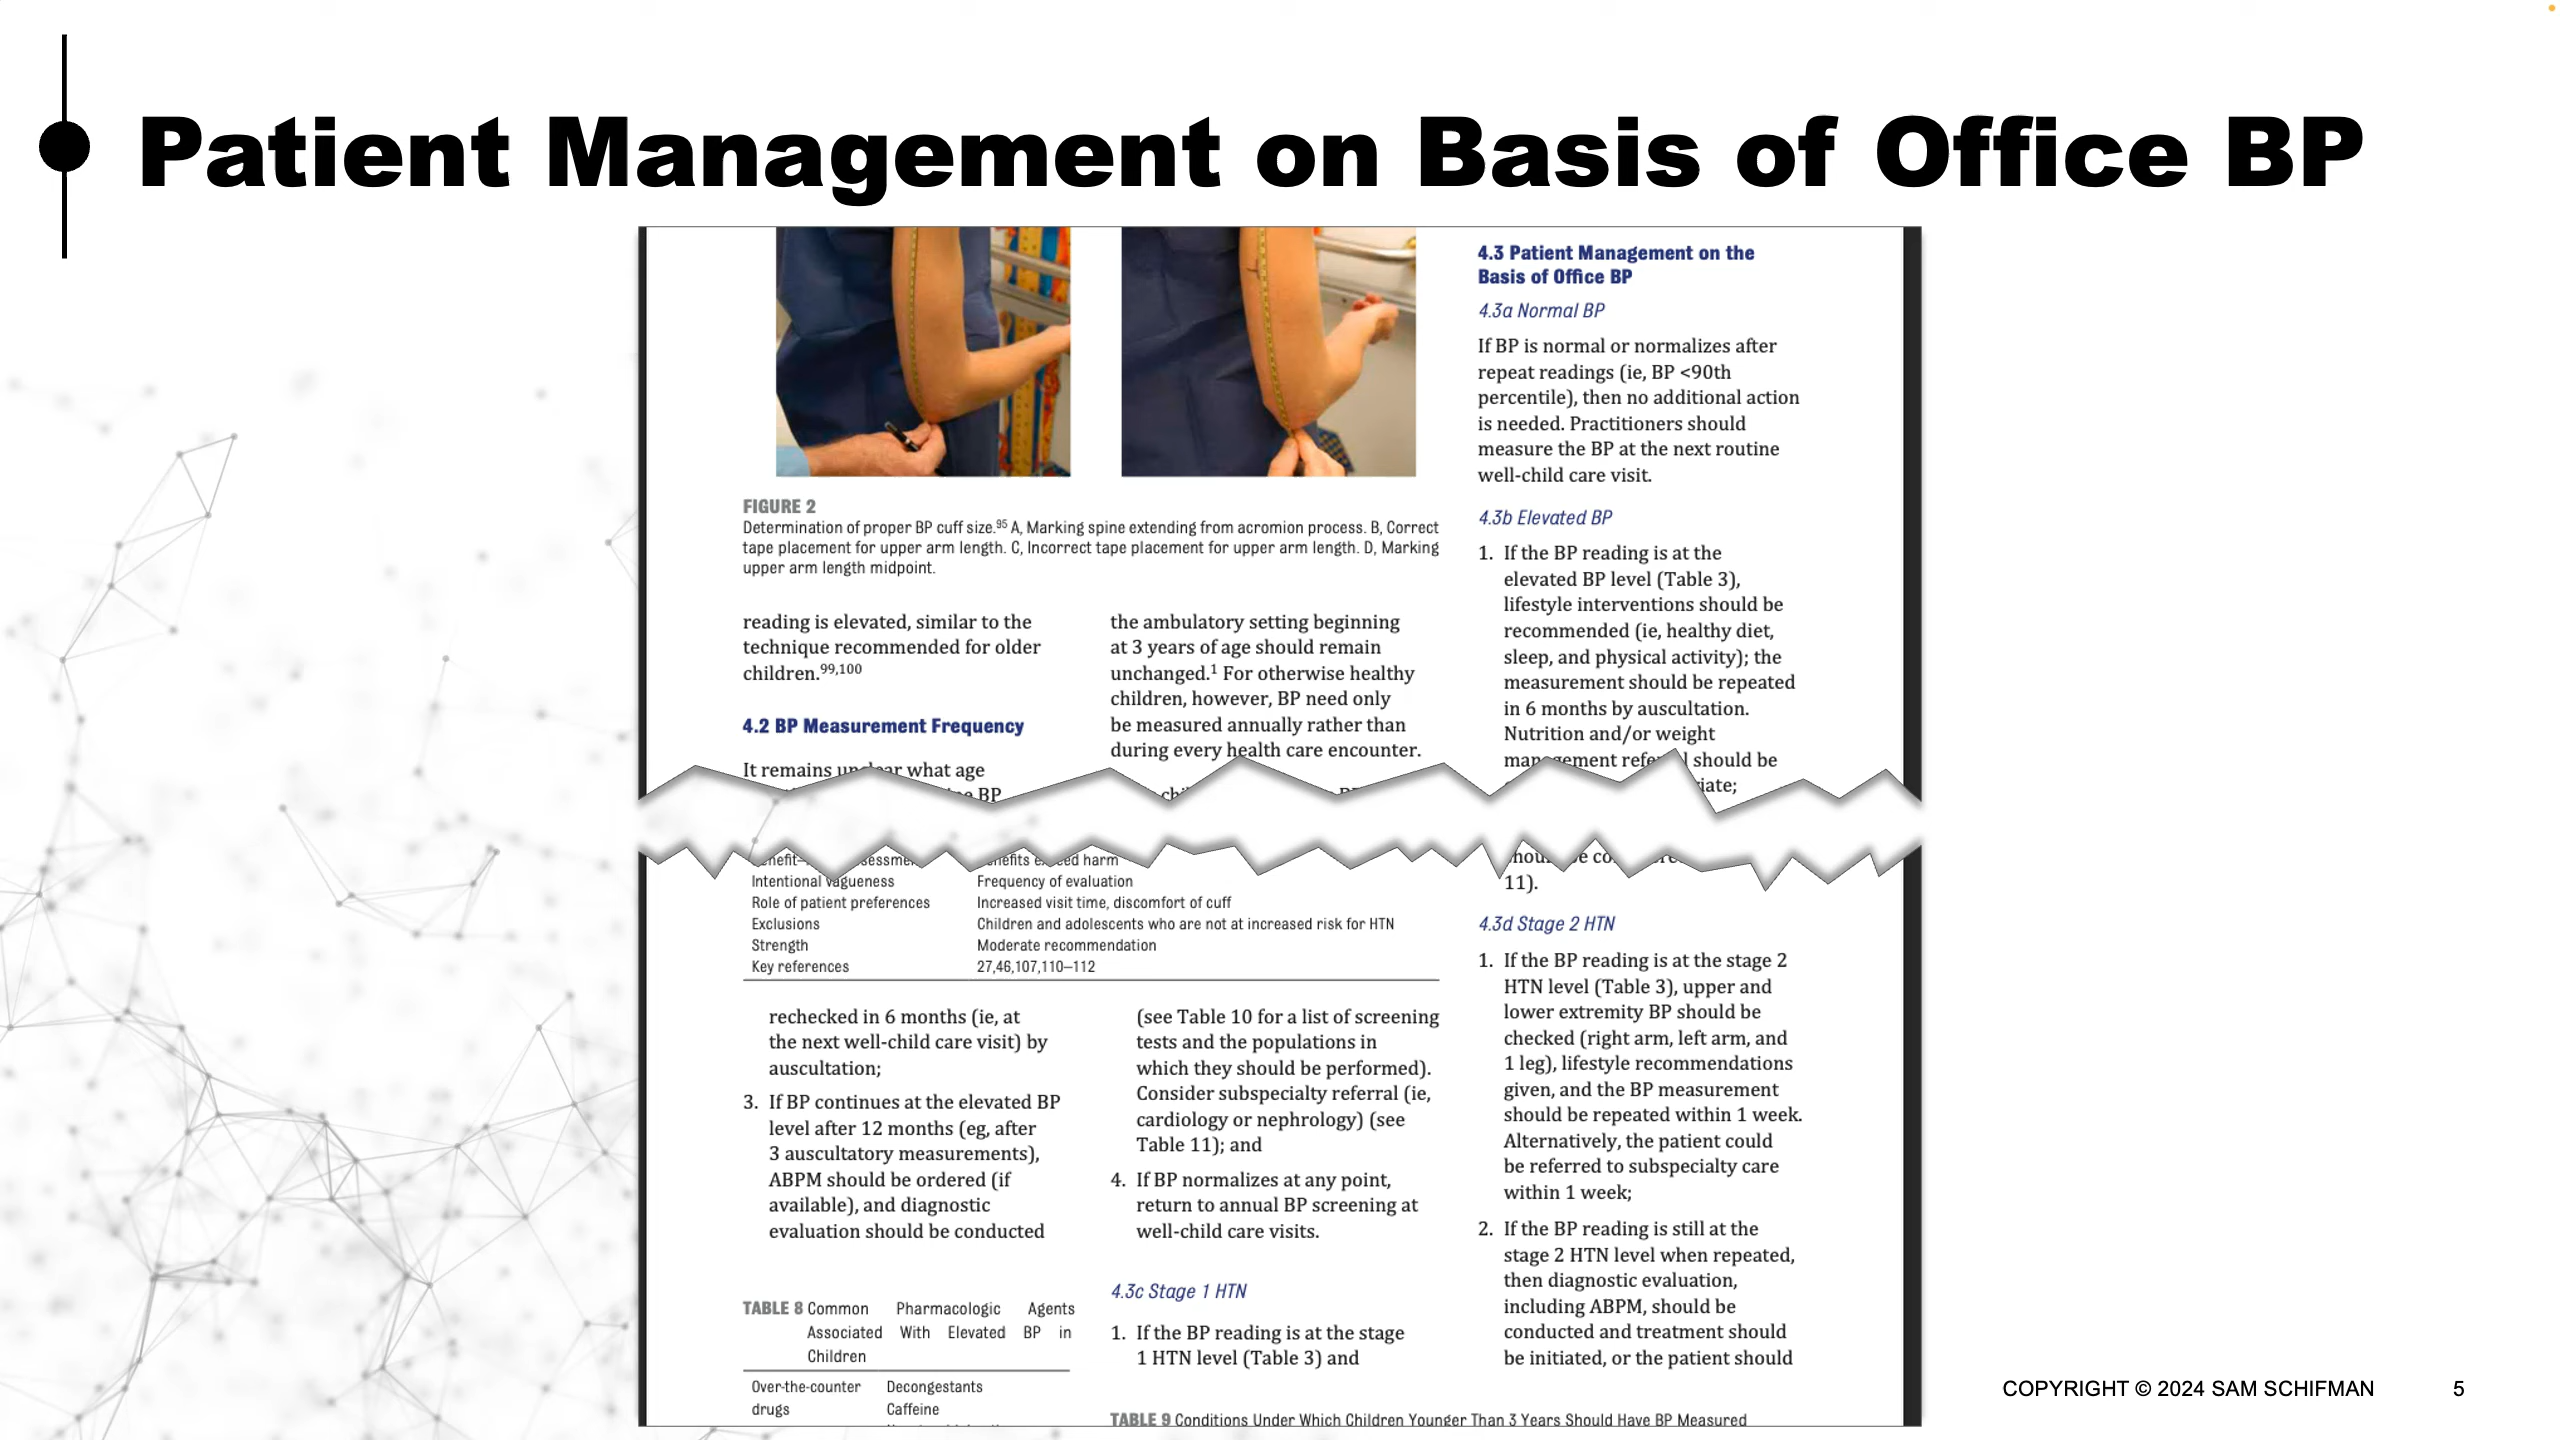 Patient Management on Basis of Office BP
FIGURE 2
Determination of proper BP cuff size.95 A, Marking spine extending from acromion process. B, Correct
tape placement for upper arm length. C, Incorrect tape placement for upper arm length. D, Marking
upper arm length midpoint.
reading is elevated, similar to the
technique recommended for older
children.99,100
4.2 BP Measurement Frequency
It remains unclear what age
BP
the ambulatory setting beginning
at 3 years of age should remain
unchanged.1 For otherwise healthy
children, however, BP need only
be measured annually rather than
during every health care encounter.
4.3 Patient Management on the
Basis of Office BP
4.3a Normal BP
If BP is normal or normalizes after
repeat readings (ie, BP <90th
percentile), then no additional action
is needed. Practitioners should
measure the BP at the next routine
well-child care visit.
4.3b Elevated BP
1. If the BP reading is at the
elevated BP level (Table 3),
lifestyle interventions should be
recommended (ie, healthy diet,
sleep, and physical activity); the
measurement should be repeated
in 6 months by auscultation.
Nutrition and/or weight
management referral should be
harm
Intentional vagueness Frequency of evaluation
Role of patient preferences Increased visit time, discomfort of cuff
Exclusions Children and adolescents who are not at increased risk for HTN
Strength Moderate recommendation
Key references 27,46,107,110–112
rechecked in 6 months (ie, at
the next well-child care visit) by
auscultation;
3. If BP continues at the elevated BP
level after 12 months (eg, after
3 auscultatory measurements),
ABPM should be ordered (if
available), and diagnostic
evaluation should be conducted
TABLE 8 Common Pharmacologic Agents
Associated With Elevated BP in
Children
Over-the-counter Decongestants
drugs Caffeine
(see Table 10 for a list of screening
tests and the populations in
which they should be performed).
Consider subspecialty referral (ie,
cardiology or nephrology) (see
Table 11); and
4. If BP normalizes at any point,
return to annual BP screening at
well-child care visits.
4.3c Stage 1 HTN
1. If the BP reading is at the stage
1 HTN level (Table 3) and
11).
4.3d Stage 2 HTN
1. If the BP reading is at the stage 2
HTN level (Table 3), upper and
lower extremity BP should be
checked (right arm, left arm, and
1 leg), lifestyle recommendations
given, and the BP measurement
should be repeated within 1 week.
Alternatively, the patient could
be referred to subspecialty care
within 1 week;
2. If the BP reading is still at the
stage 2 HTN level when repeated,
then diagnostic evaluation,
including ABPM, should be
conducted and treatment should
be initiated, or the patient should
TABLE 9 Conditions Under Which Children Younger Than 3 Years Should Have BP Measured
COPYRIGHT © 2024 SAM SCHIFMAN
5